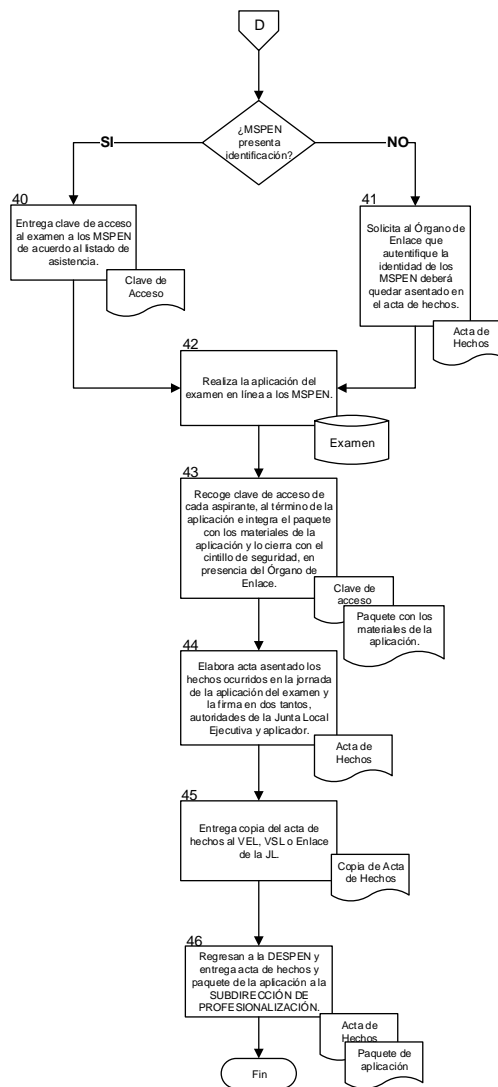 D
¿MSPEN
presenta
identificación?
SI
NO
40
Entrega clave de acceso
al examen a los MSPEN
de acuerdo al listado de
asistencia.
Clave de
Acceso
41
Solicita al Órgano de
Enlace que
autentifique la
identidad de los
MSPEN deberá
quedar asentado en
el acta de hechos.
Acta de
Hechos
42
Realiza la aplicación del
examen en línea a los MSPEN.
Examen
43
Recoge clave de acceso de
cada aspirante, al término de la
aplicación e integra el paquete
con los materiales de la
aplicación y lo cierra con el
cintillo de seguridad, en
presencia del Órgano de
Enlace.
Clave de
acceso
Paquete con los
materiales de la
aplicación.
44
Elabora acta asentado los
hechos ocurridos en la jornada
de la aplicación del examen y
la firma en dos tantos,
autoridades de la Junta Local
Ejecutiva y aplicador.
Acta de
Hechos
45
Entrega copia del acta de
hechos al VEL, VSL o Enlace
de la JL.
Copia de Acta
de Hechos
46
Regresan a la DESPEN y
entrega acta de hechos y
paquete de la aplicación a la
SUBDIRECCIÓN DE
PROFESIONALIZACIÓN.
Acta de
Hechos
Paquete de
aplicación
Fin